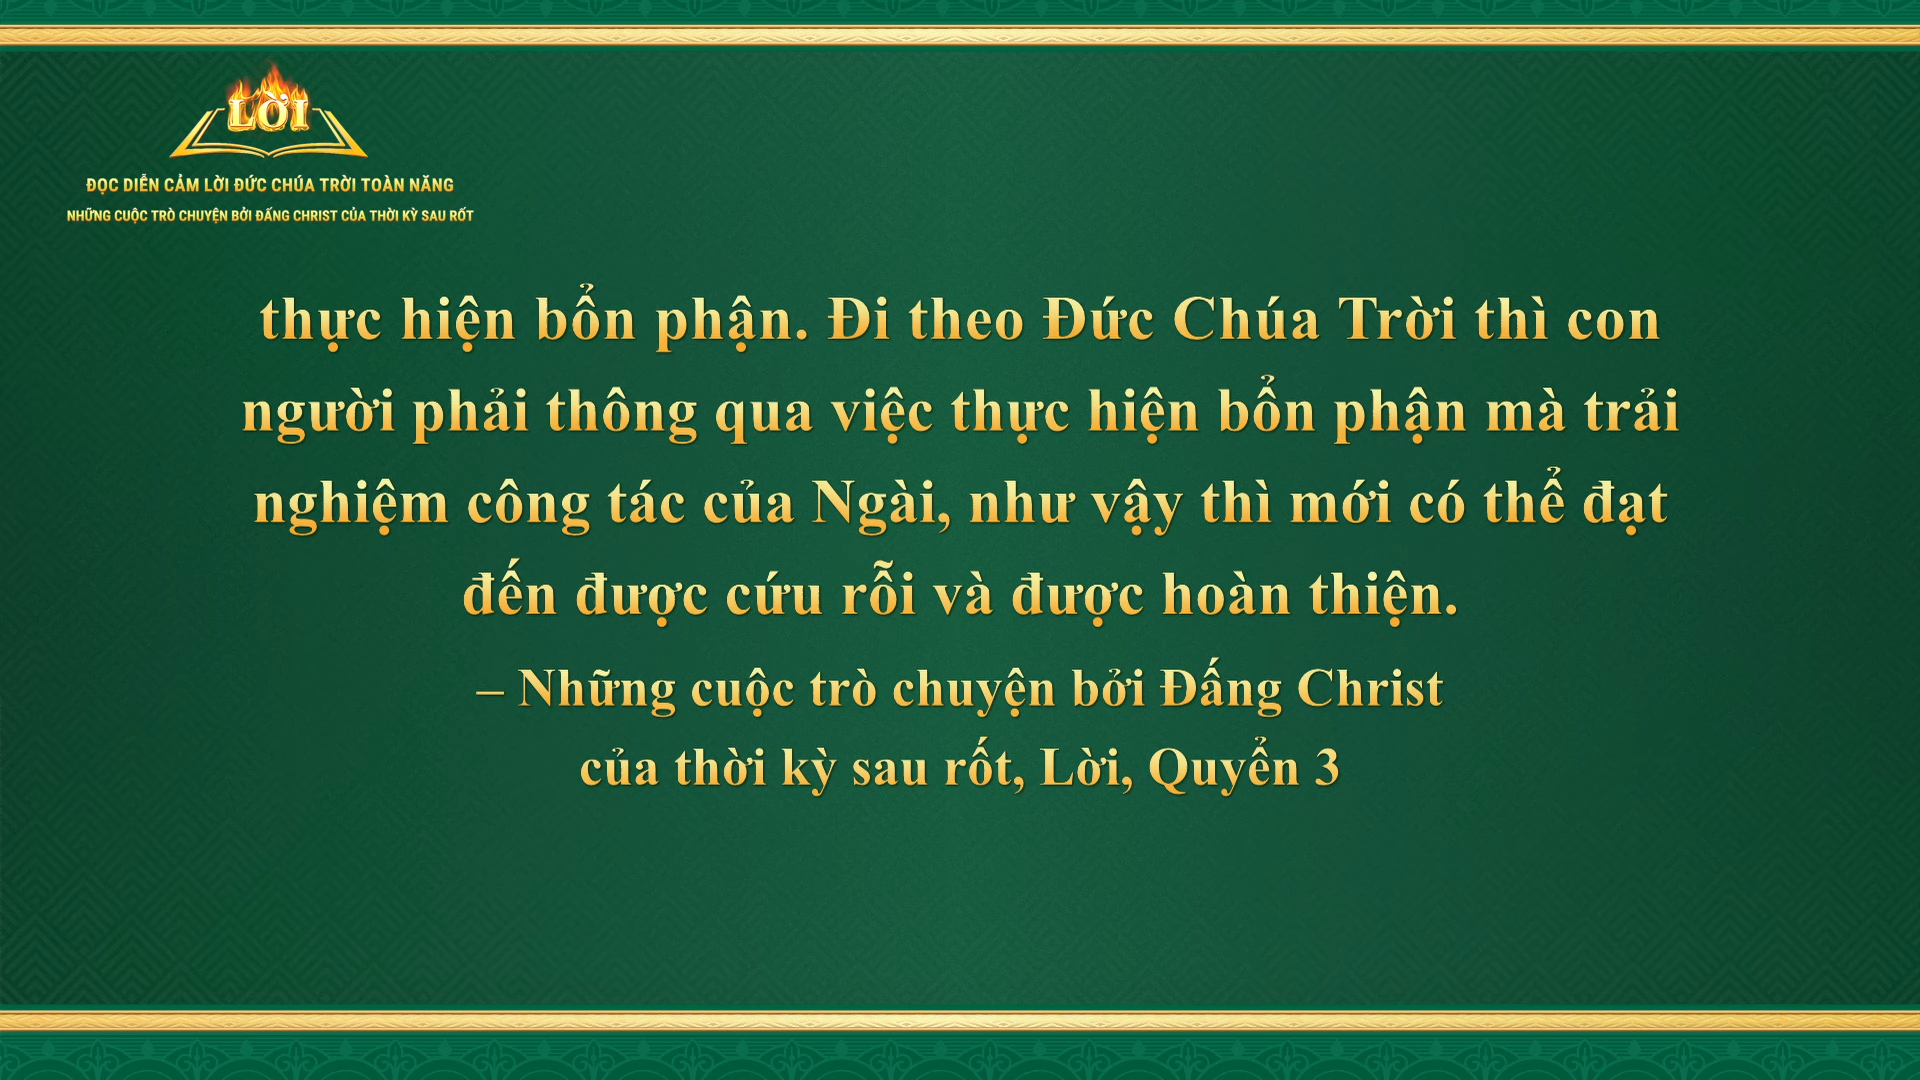 LỜI
ĐỌC DIỄN CẢM LỜI ĐỨC CHÚA TRỜI TOÀN NĂNG
NHỮNG CUỘC TRÒ CHUYỆN BỞI ĐẤNG CHRIST CỦA THỜI KỲ SAU RỐT
thực hiện bổn phận. Đi theo Đức Chúa Trời thì con
người phải thông qua việc thực hiện bổn phận mà trải
nghiệm công tác của Ngài, như vậy thì mới có thể đạt
đến được cứu rỗi và được hoàn thiện.
– Những cuộc trò chuyện bởi Đấng Christ
của thời kỳ sau rốt, Lời, Quyển 3